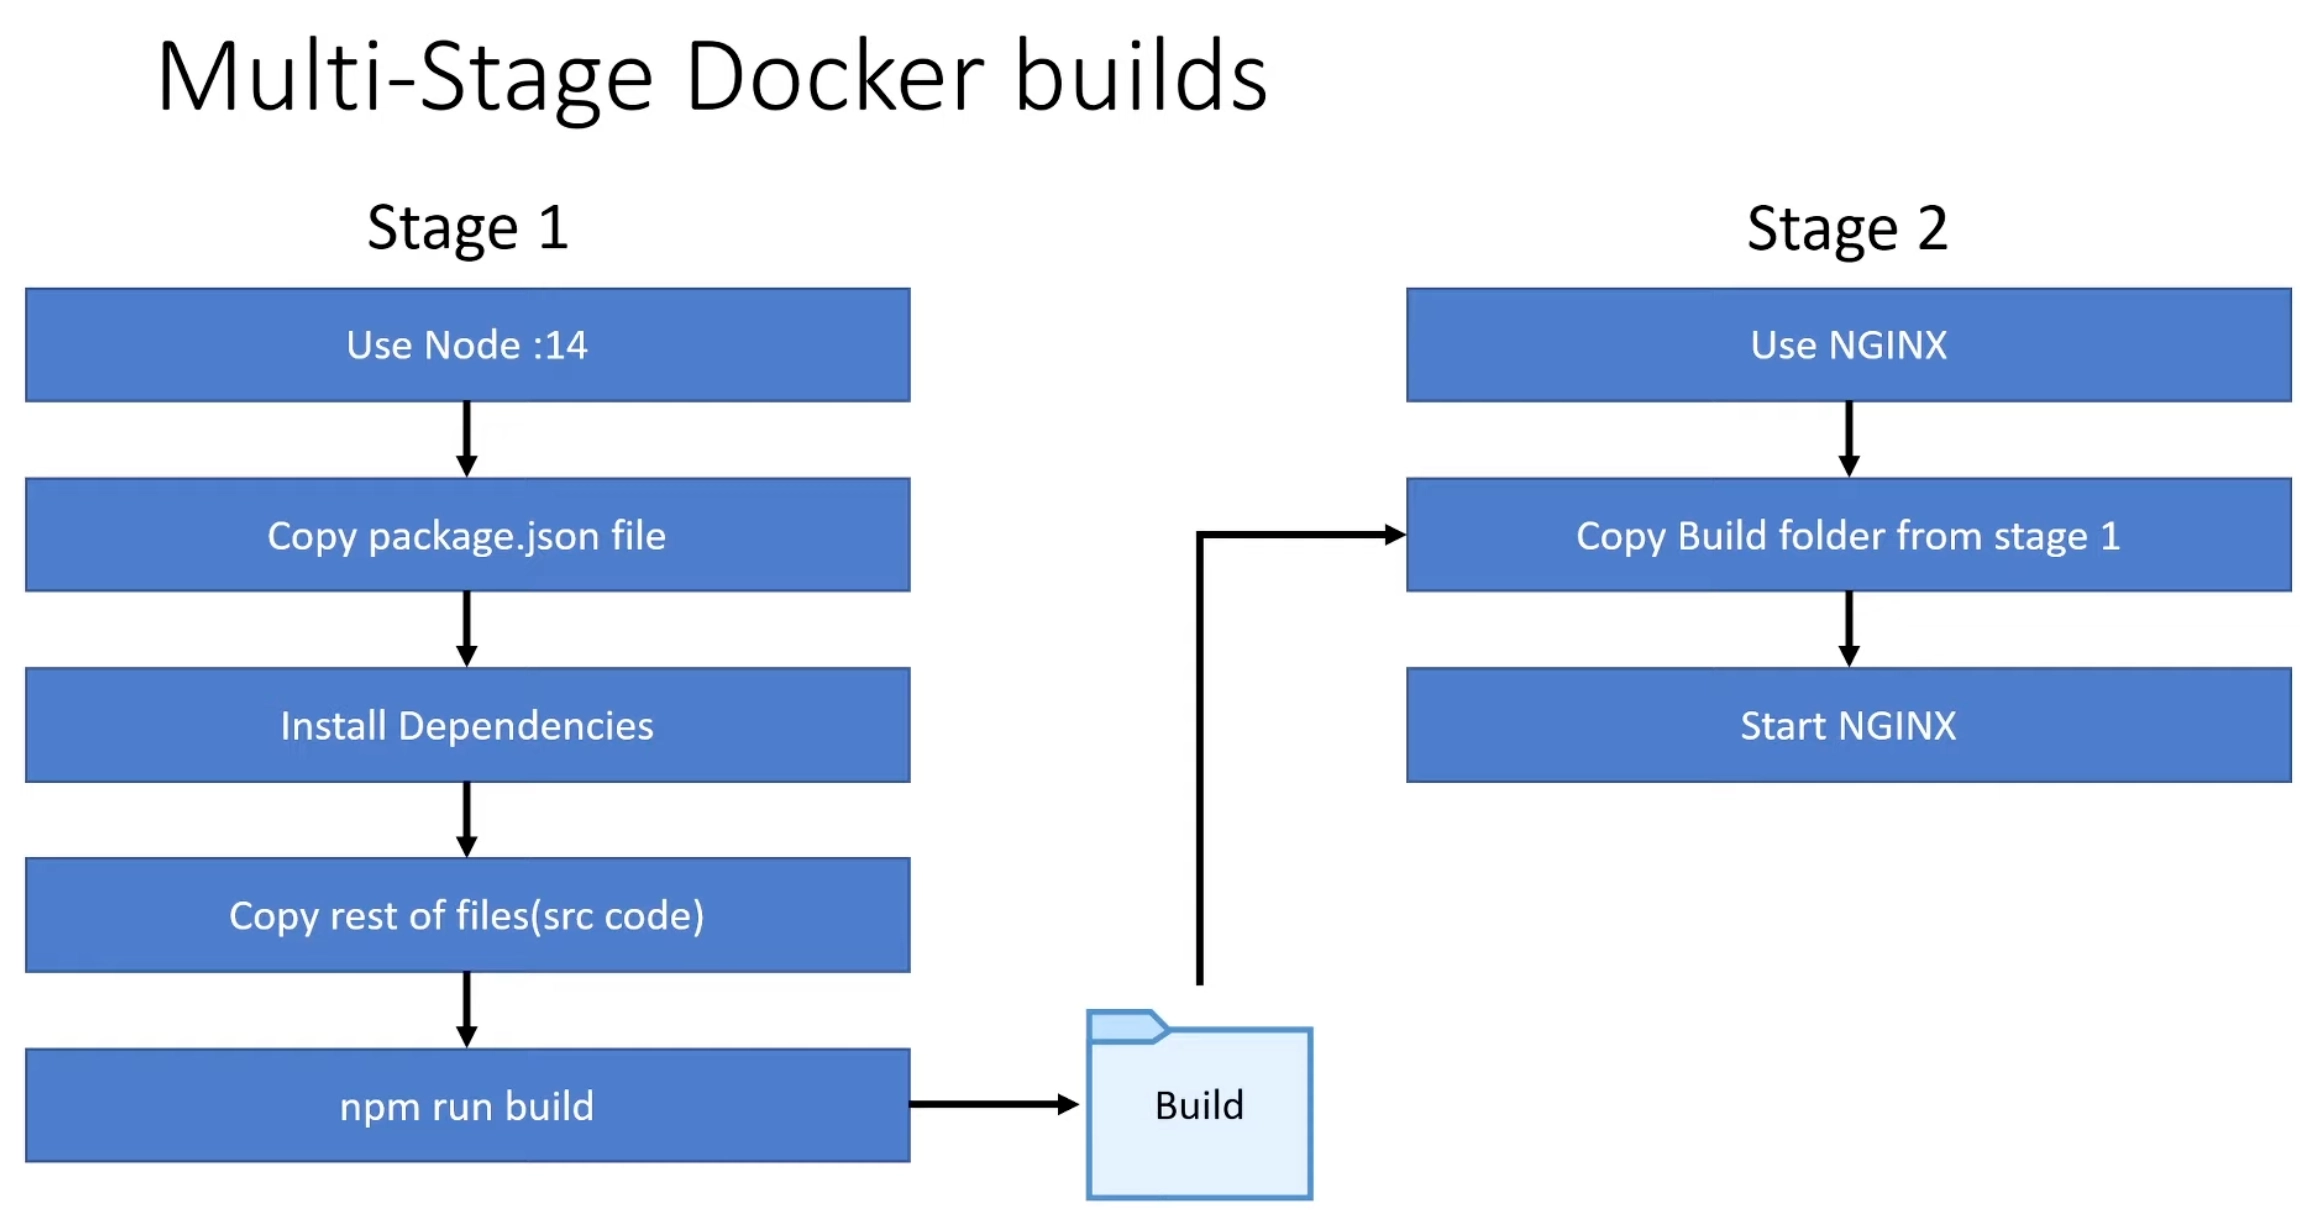 Multi-Stage Docker builds
Stage 1
Use Node :14
Copy package.json file
Install Dependencies
Copy rest of files(src code)
npm run build
Build
Stage 2
Use NGINX
Copy Build folder from stage 1
Start NGINX